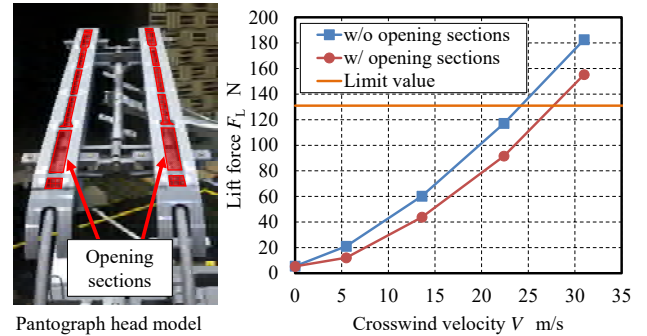 Opening
sections
Pantograph head model
Lift force F_L N
200
180
160
140
120
100
80
60
40
20
0
w/o opening sections
w/ opening sections
Limit value
0 5 10 15 20 25 30 35
Crosswind velocity V m/s